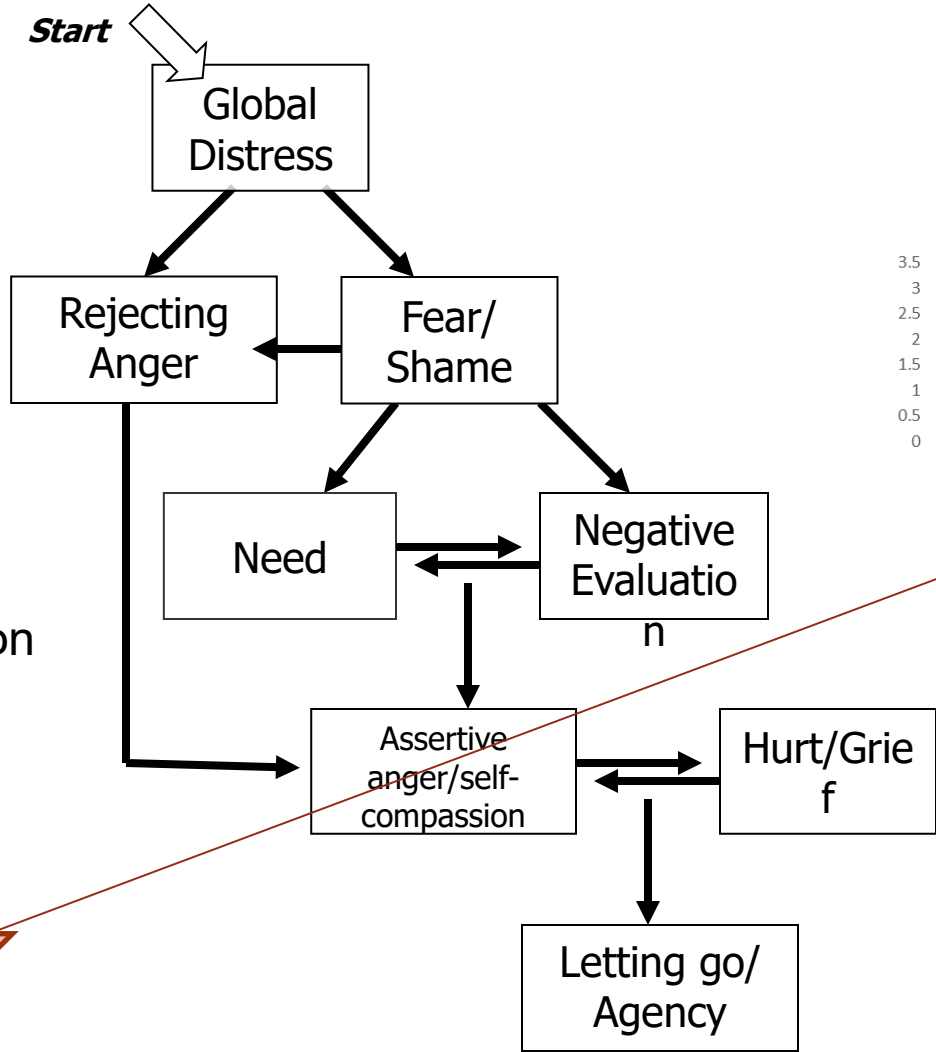 Start
Global
Distress
Rejecting
Anger
Fear/
Shame
3.5
3
2.5
2
1.5
1
0.5
0
Need
Negative
Evaluatio
n
on
Assertive
anger/self-
compassion
Hurt/Grie
f
Letting go/
Agency